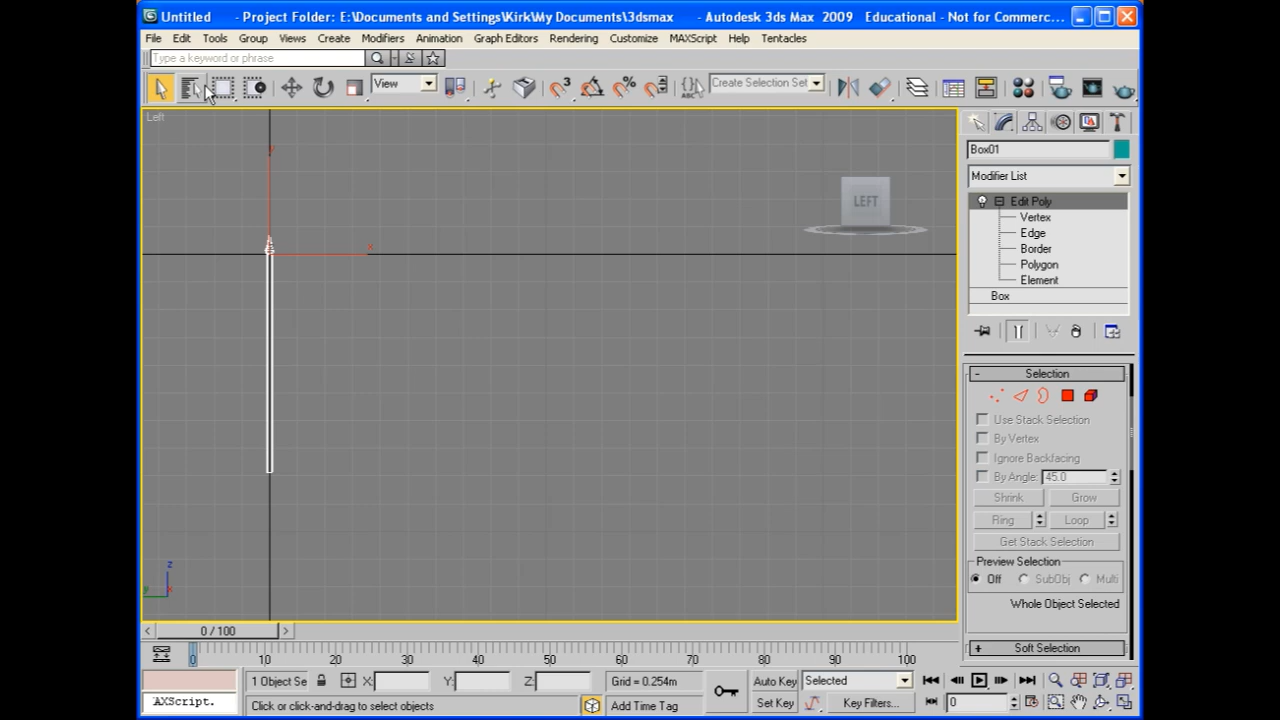 Untitled - Project Folder: E:\Documents and Settings\Kirk\My Documents\3dsmax - Autodesk 3ds Max 2009 Educational - Not for Commerc...
File Edit Tools Group Views Create Modifiers Animation Graph Editors Rendering Customize MAXScript Help Tentacles
Type a keyword or phrase
View 3 % ABC Create Selection Set
Left
y
x
LEFT
z
y x
Box01
Modifier List
Edit Poly
Vertex
Edge
Border
Polygon
Element
Box
- Selection
Use Stack Selection
By Vertex
Ignore Backfacing
By Angle: 45.0
Shrink Grow
Ring Loop
Get Stack Selection
Preview Selection
Off SubObj Multi
Whole Object Selected
+ Soft Selection
< 0 / 100 >
0 10 20 30 40 50 60 70 80 90 100
1 Object Se X: Y: Z: Grid = 0.254m Auto Key Selected
AXScript. Click or click-and-drag to select objects Add Time Tag Set Key Key Filters... 0